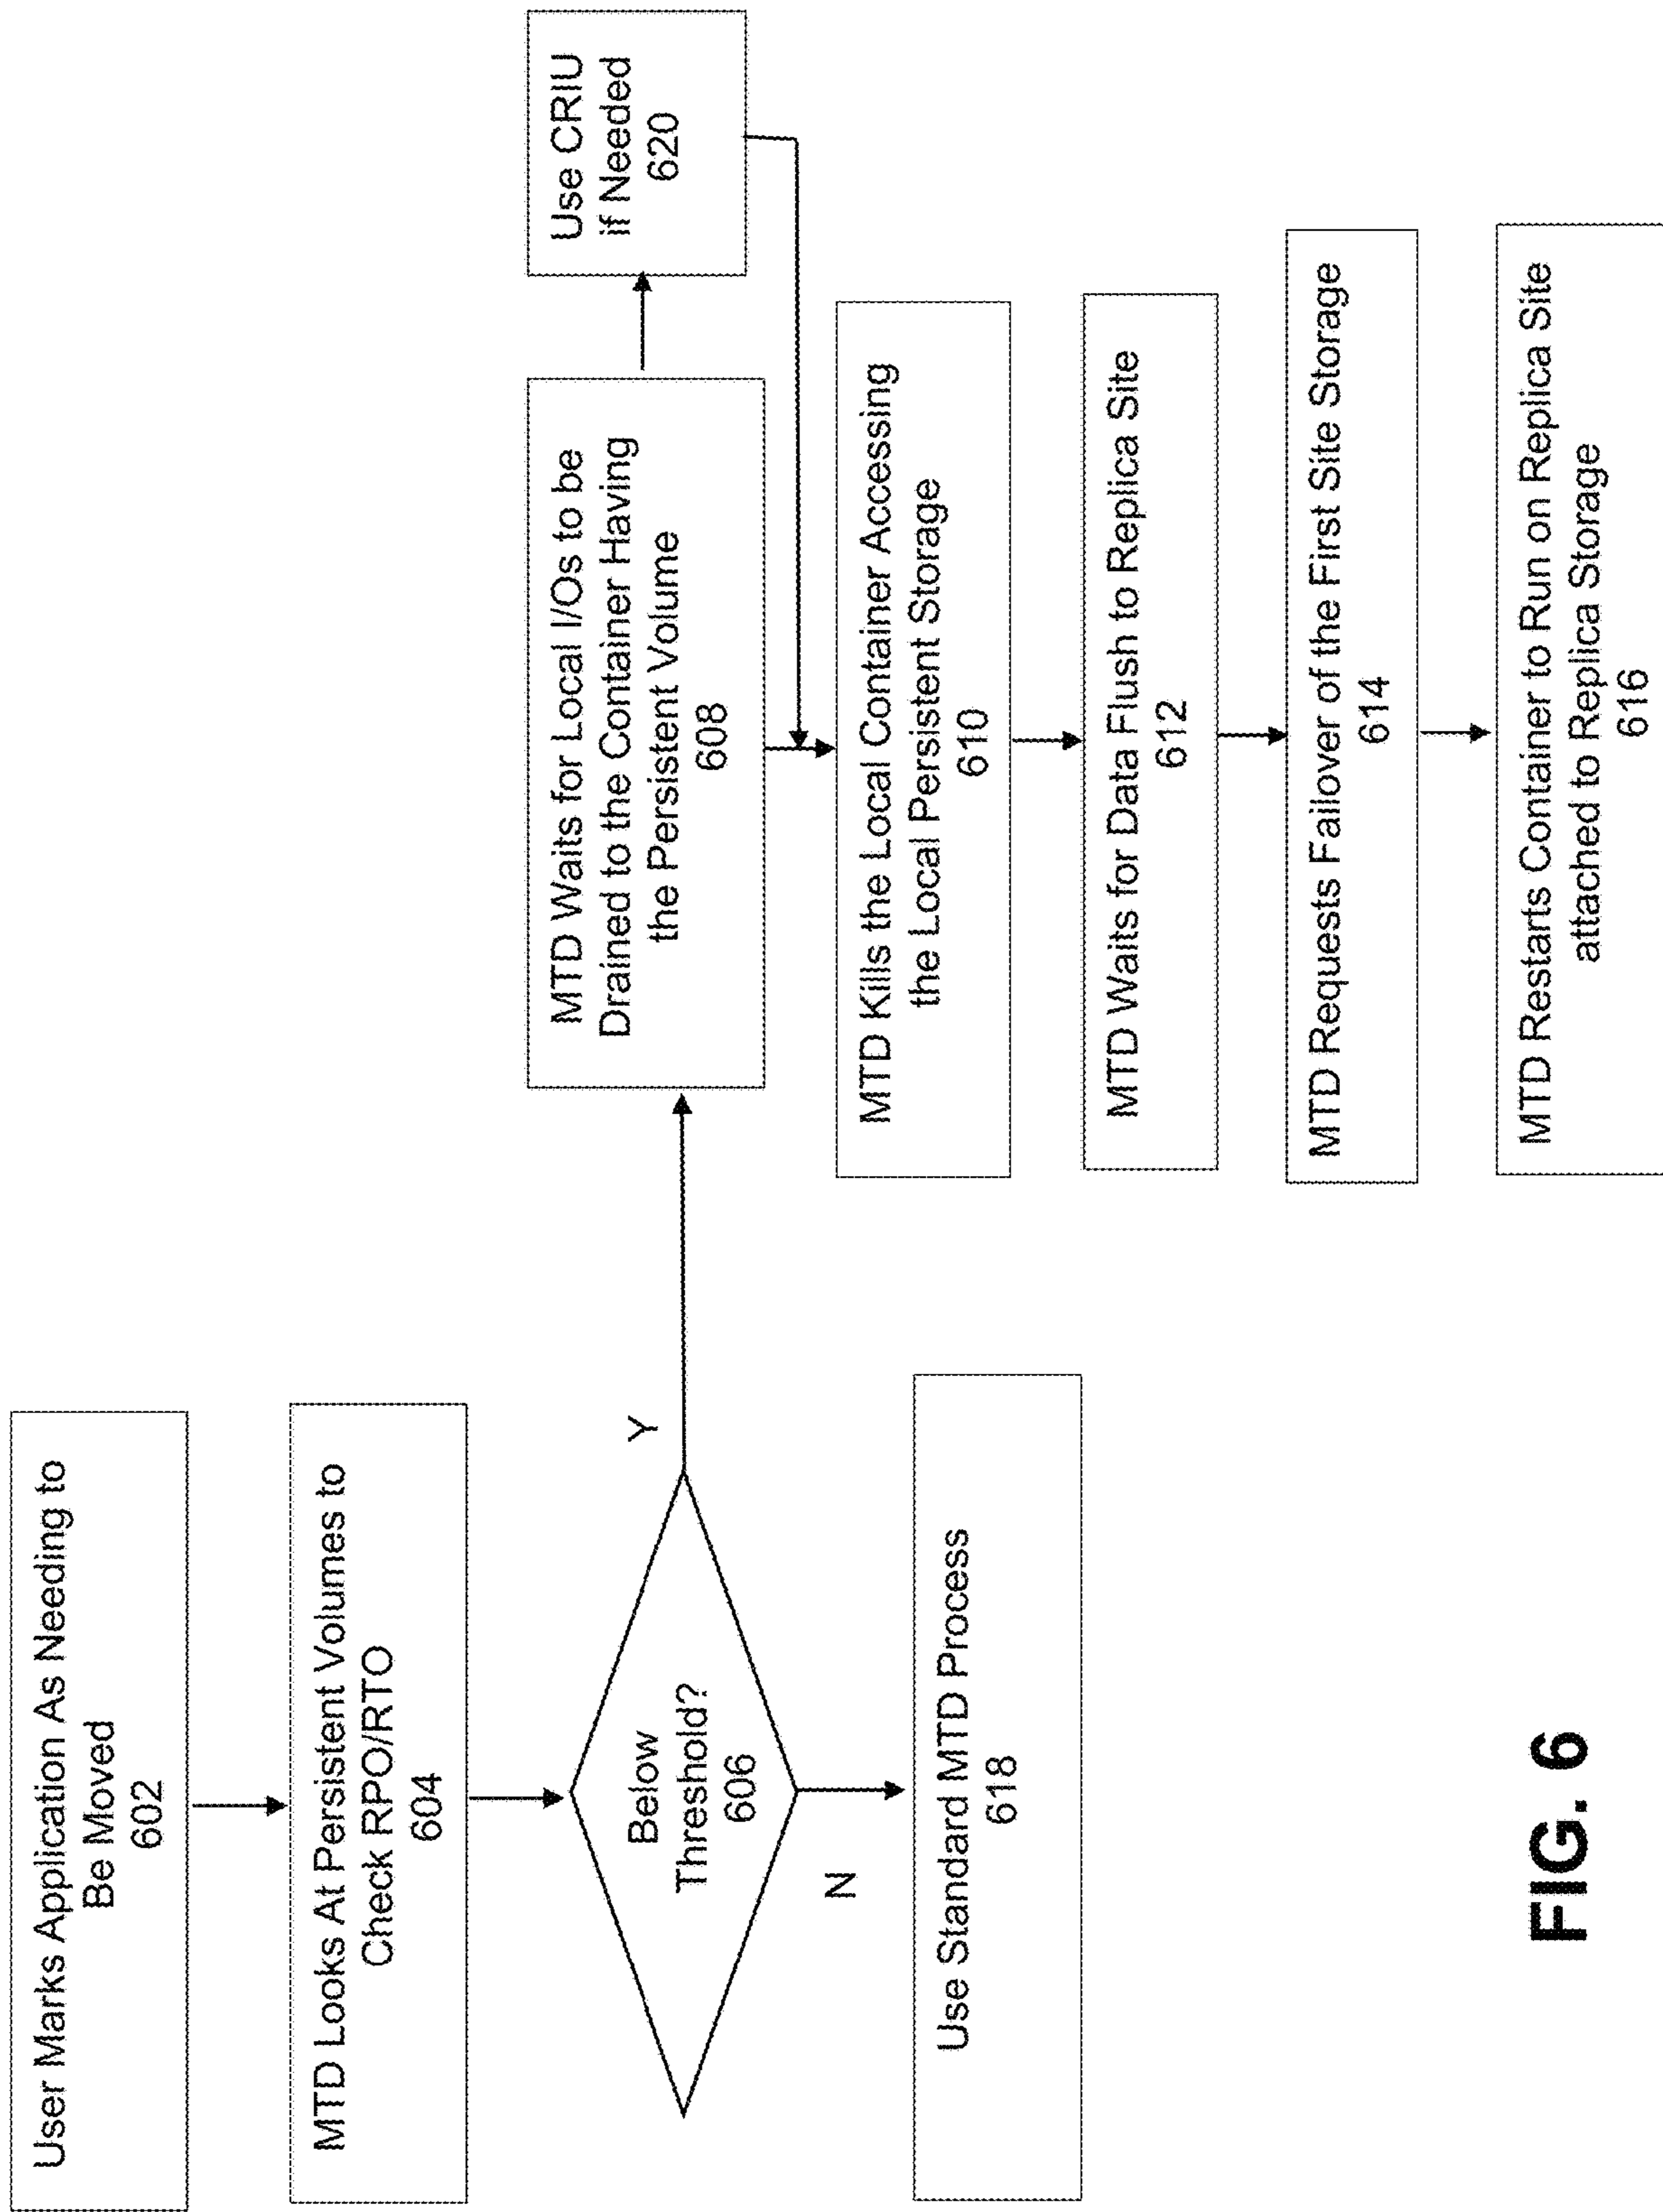 User Marks Application As Needing to
Be Moved
602
MTD Looks At Persistent Volumes to
Check RPO/RTO
604
Below
Threshold?
606
Y
N
Use Standard MTD Process
618
MTD Waits for Local I/Os to be
Drained to the Container Having
the Persistent Volume
608
Use CRIU
if Needed
620
MTD Kills the Local Container Accessing
the Local Persistent Storage
610
MTD Waits for Data Flush to Replica Site
612
MTD Requests Failover of the First Site Storage
614
MTD Restarts Container to Run on Replica Site
attached to Replica Storage
616
FIG. 6